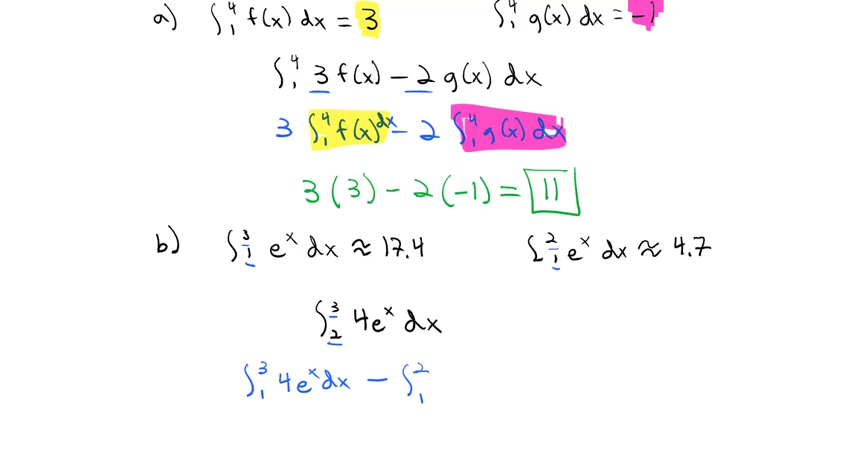 a) ∫₁⁴ f(x) dx = 3 ∫₁⁴ g(x) dx = -1
∫₁⁴ 3 f(x) - 2 g(x) dx
3 ∫₁⁴ f(x) dx - 2 ∫₁⁴ g(x) dx
3(3) - 2(-1) = 11
b) ∫₁³ eˣ dx ≈ 17.4 ∫₁² eˣ dx ≈ 4.7
∫₂³ 4eˣ dx
∫₁³ 4eˣ dx - ∫₁²